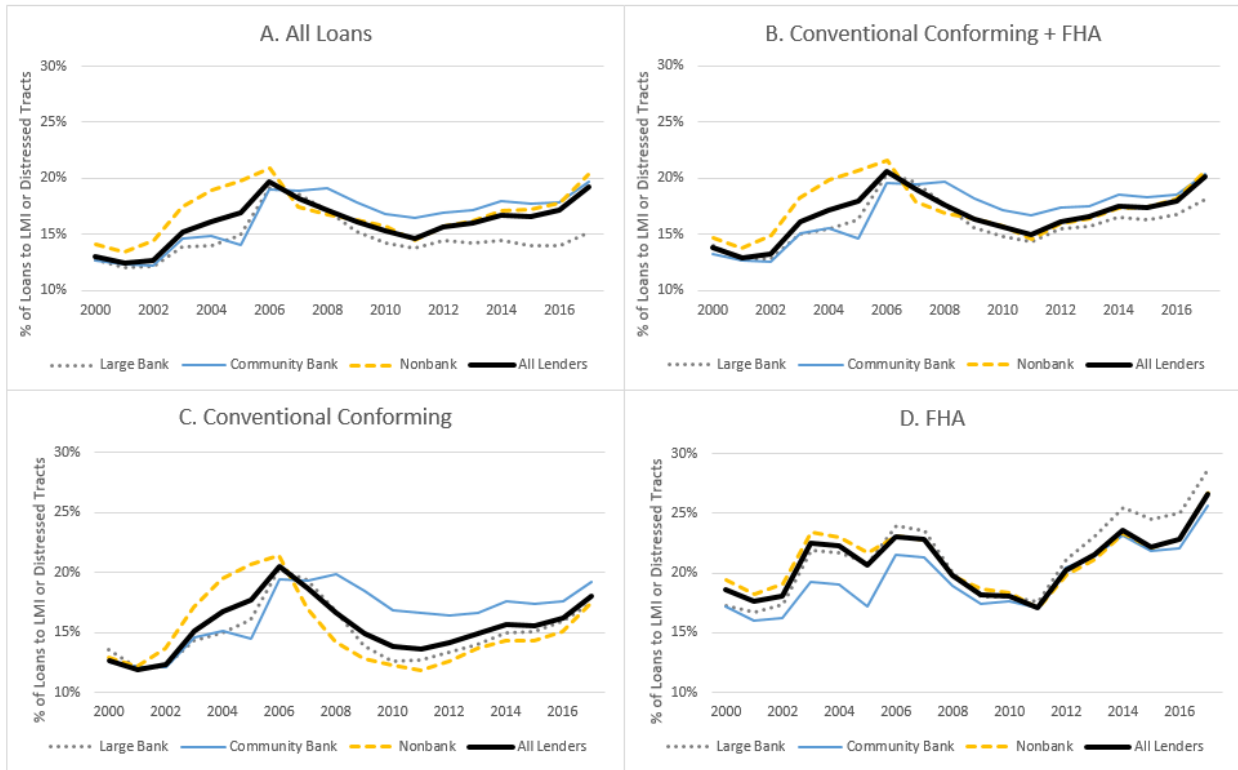 A. All Loans
% of Loans to LMI or Distressed Tracts
30%
25%
20%
15%
10%
2000 2002 2004 2006 2008 2010 2012 2014 2016
Large Bank Community Bank Nonbank All Lenders
B. Conventional Conforming + FHA
% of Loans to LMI or Distressed Tracts
30%
25%
20%
15%
10%
2000 2002 2004 2006 2008 2010 2012 2014 2016
Large Bank Community Bank Nonbank All Lenders
C. Conventional Conforming
% of Loans to LMI or Distressed Tracts
30%
25%
20%
15%
10%
2000 2002 2004 2006 2008 2010 2012 2014 2016
Large Bank Community Bank Nonbank All Lenders
D. FHA
% of Loans to LMI or Distressed Tracts
30%
25%
20%
15%
10%
2000 2002 2004 2006 2008 2010 2012 2014 2016
Large Bank Community Bank Nonbank All Lenders